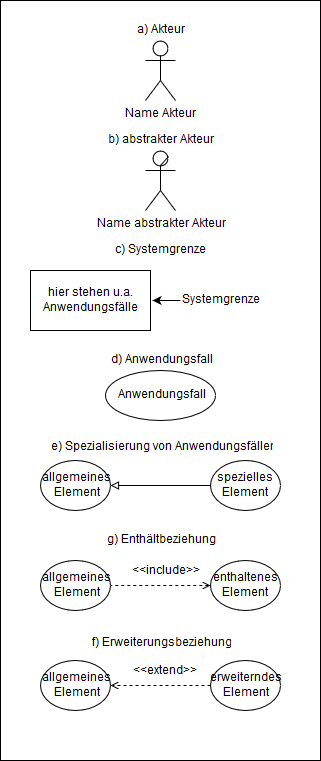 a) Akteur
Name Akteur
b) abstrakter Akteur
Name abstrakter Akteur
c) Systemgrenze
hier stehen u.a.
Anwendungsfälle
Systemgrenze
d) Anwendungsfall
Anwendungsfall
e) Spezialisierung von Anwendungsfäller
allgemeines
Element
spezielles
Element
g) Enthältbeziehung
allgemeines
Element
<<include>>
enthaltenes
Element
f) Erweiterungsbeziehung
allgemeines
Element
<<extend>>
erweiterndes
Element